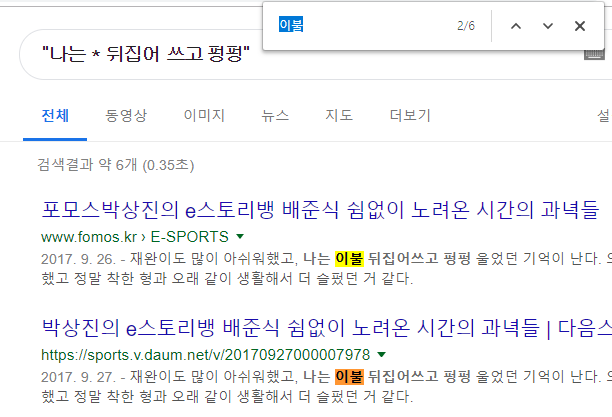 이불 2/6
"나는 * 뒤집어 쓰고 펑펑"
전체 동영상 이미지 뉴스 지도 더보기 설
검색결과 약 6개 (0.35초)
포모스박상진의 e스토리뱅 배준식 쉼없이 노려온 시간의 과녁들
www.fomos.kr › E-SPORTS
2017. 9. 26. - 재완이도 많이 아쉬워했고, 나는 이불 뒤집어쓰고 펑펑 울었던 기억이 난다.
했고 정말 착한 형과 오래 같이 생활해서 더 슬펐던 거 같다.
박상진의 e스토리뱅 배준식 쉼없이 노려온 시간의 과녁들 | 다음스
https://sports.v.daum.net/v/20170927000007978
2017. 9. 27. - 재완이도 많이 아쉬워했고, 나는 이불 뒤집어쓰고 펑펑 울었던 기억이 난다.
했고 정말 착한 형과 오래 같이 생활해서 더 슬펐던 거 같다.